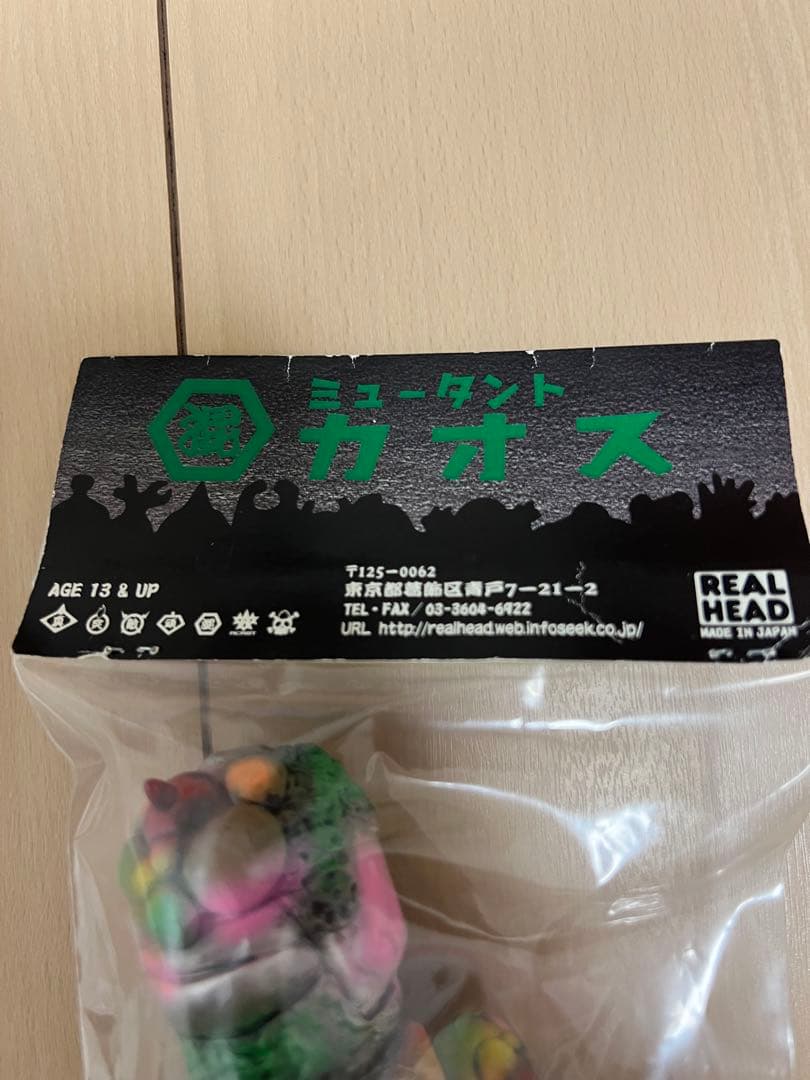 ミュータント
カオス
AGE 13 & UP
〒125-0062
東京都葛飾区青戸7-21-2
TEL・FAX/03-3604-6922
URL http://realhead.web.infoseek.co.jp/
REAL
HEAD
MADE IN JAPAN